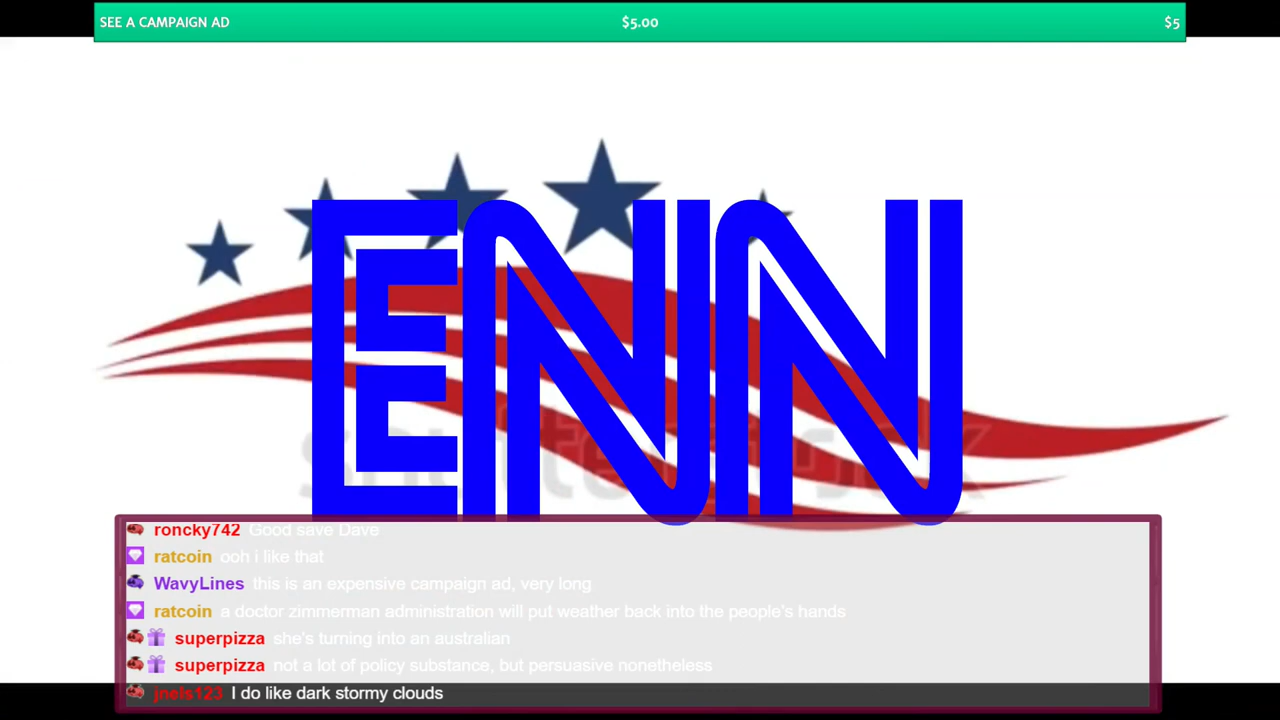 SEE A CAMPAIGN AD $5.00 $5
ENN
shutterstock
roncky742 Good save Dave
ratcoin ooh i like that
WavyLines this is an expensive campaign ad, very long
ratcoin a doctor zimmerman administration will put weather back into the people's hands
superpizza she's turning into an australian
superpizza not a lot of policy substance, but persuasive nonetheless
jnels123 I do like dark stormy clouds